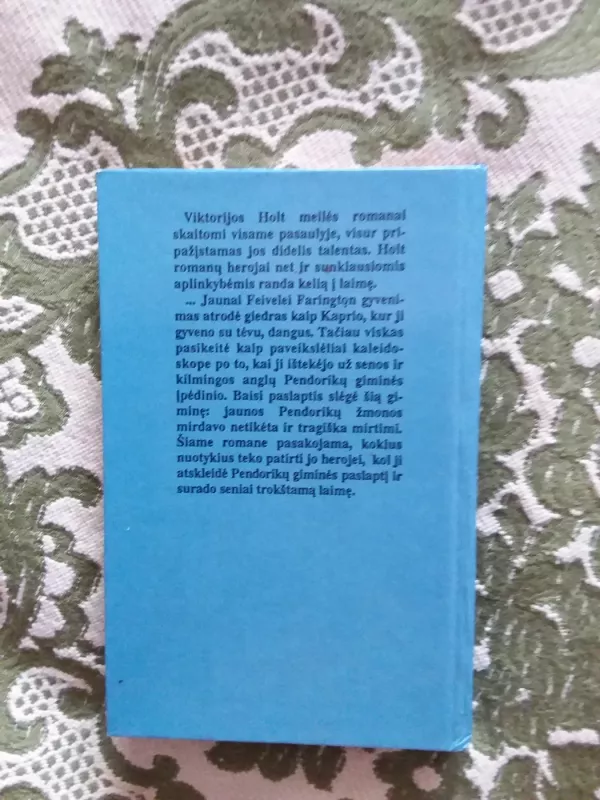 Viktorijos Holt meilės romanai
skaitomi visame pasaulyje, visur pri-
pažįstamas jos didelis talentas. Holt
romanų herojai net ir sunkiausiomis
aplinkybėmis randa kelią į laimę.
... Jaunai Feivelei Farington gyveni-
mas atrodė giedras kaip Kaprio, kur ji
gyveno su tėvu, dangus. Tačiau viskas
pasikeitė kaip paveikslėliai kaleido-
skope po to, kai ji ištekėjo už senos ir
kilmingos anglų Pendorikų giminės
įpėdinio. Baisi paslaptis slėgė šią gi-
minę: jaunos Pendorikų žmonos
mirdavo netikėta ir tragiška mirtimi.
Šiame romane pasakojama, kokius
nuotykius teko patirti jo herojei, kol ji
atskleidė Pendorikų giminės paslaptį ir
surado seniai trokštamą laimę.